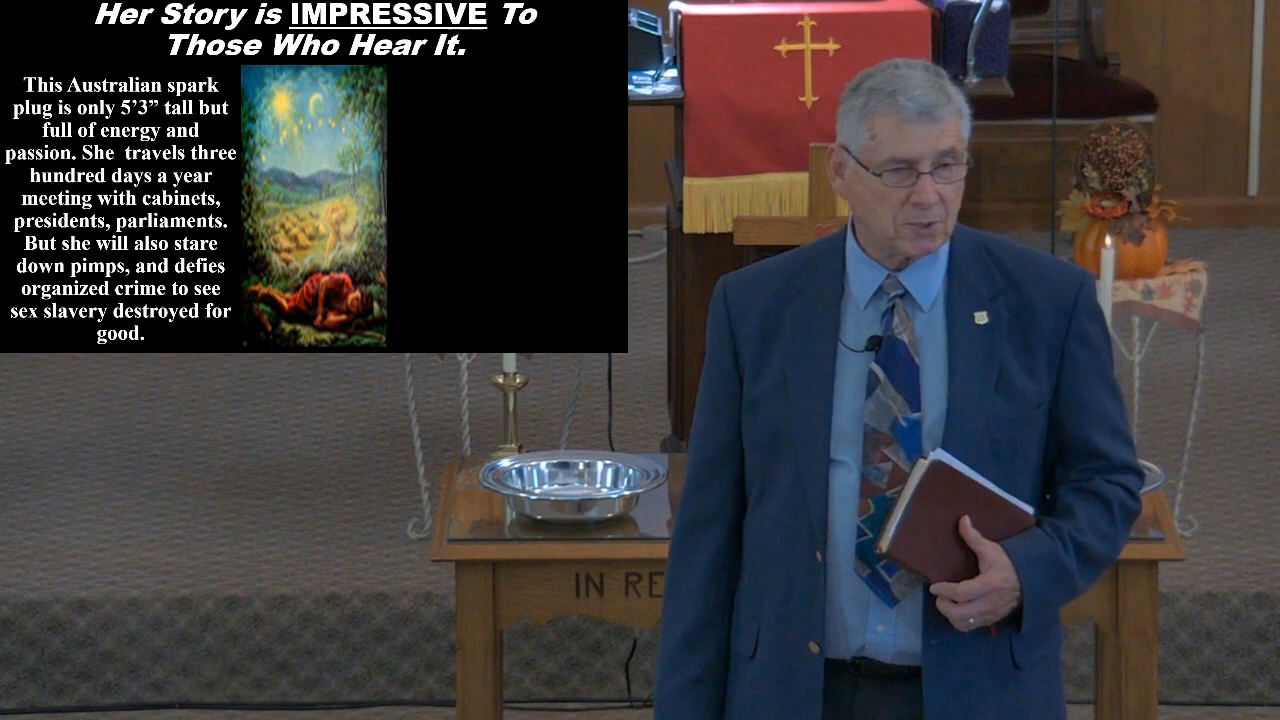 Her Story is IMPRESSIVE To
Those Who Hear It.
This Australian spark
plug is only 5’3” tall but
full of energy and
passion. She travels three
hundred days a year
meeting with cabinets,
presidents, parliaments.
But she will also stare
down pimps, and defies
organized crime to see
sex slavery destroyed for
good.
IN RE